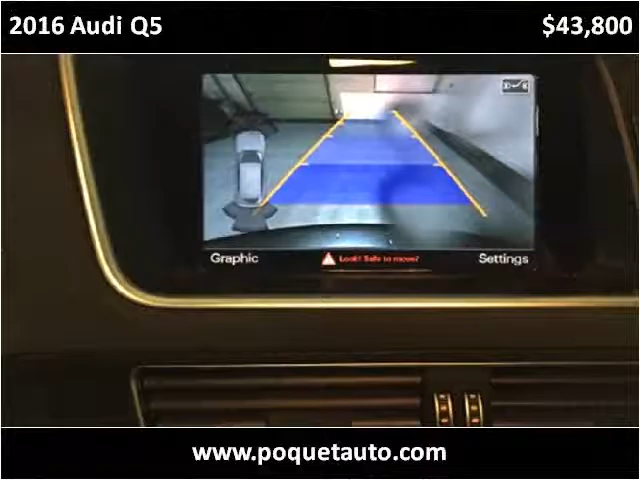 2016 Audi Q5
$43,800
Graphic
Look! Safe to move?
Settings
www.poquetauto.com